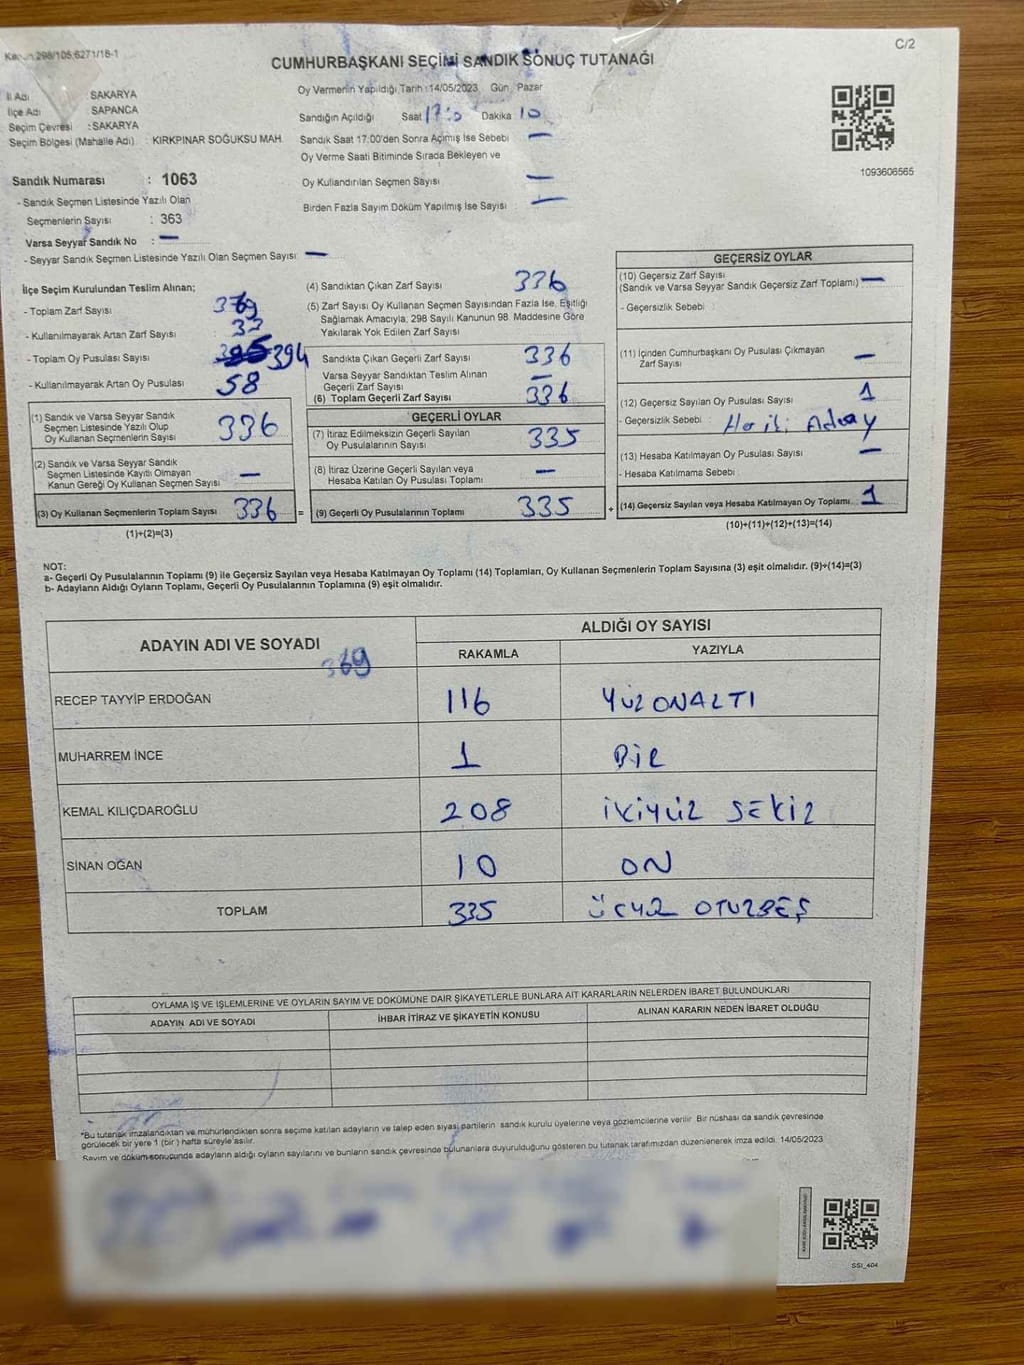 Kanun 298/105;6271/18-1
C/2
CUMHURBAŞKANI SEÇİMİ SANDIK SONUÇ TUTANAĞI
İl Adı : SAKARYA
İlçe Adı : SAPANCA
Seçim Çevresi : SAKARYA
Seçim Bölgesi (Mahalle Adı) : KIRKPINAR SOĞUKSU MAH.
Sandık Numarası : 1063
- Sandık Seçmen Listesinde Yazılı Olan
Seçmenlerin Sayısı : 363
Varsa Seyyar Sandık No : —
- Seyyar Sandık Seçmen Listesinde Yazılı Olan Seçmen Sayısı : —
Oy Vermenin Yapıldığı Tarih : 14/05/2023 Gün : Pazar
Sandığın Açıldığı Saat Dakika 10
Sandık Saat 17:00'den Sonra Açımış İse Sebebi —
Oy Verme Saati Bitiminde Sırada Bekleyen ve
Oy Kullandırılan Seçmen Sayısı —
Birden Fazla Sayım Döküm Yapılmış İse Sayısı : —
1093606565
İlçe Seçim Kurulundan Teslim Alınan;
- Toplam Zarf Sayısı : 369
- Kullanılmayarak Artan Zarf Sayısı : 33
- Toplam Oy Pusulası Sayısı : 394
- Kullanılmayarak Artan Oy Pusulası : 58
(1) Sandık ve Varsa Seyyar Sandık
Seçmen Listesinde Yazılı Olup
Oy Kullanan Seçmenlerin Sayısı : 336
(2) Sandık ve Varsa Seyyar Sandık
Seçmen Listesinde Kayıtlı Olmayan
Kanun Gereği Oy Kullanan Seçmen Sayısı : —
(3) Oy Kullanan Seçmenlerin Toplam Sayısı 336 =
(1)+(2)=(3)
(4) Sandıktan Çıkan Zarf Sayısı 336
(5) Zarf Sayısı Oy Kullanan Seçmen Sayısından Fazla İse, Eşitliği
Sağlamak Amacıyla, 298 Sayılı Kanunun 98. Maddesine Göre
Yakılarak Yok Edilen Zarf Sayısı
Sandıkta Çıkan Geçerli Zarf Sayısı 336
Varsa Seyyar Sandıktan Teslim Alınan
Geçerli Zarf Sayısı —
(6) Toplam Geçerli Zarf Sayısı 336
GEÇERLİ OYLAR
(7) İtiraz Edilmeksizin Geçerli Sayılan
Oy Pusulalarının Sayısı 335
(8) İtiraz Üzerine Geçerli Sayılan veya
Hesaba Katılan Oy Pusulası Toplamı —
(9) Geçerli Oy Pusulalarının Toplamı 335 +
GEÇERSİZ OYLAR
(10) Geçersiz Zarf Sayısı
(Sandık ve Varsa Seyyar Sandık Geçersiz Zarf Toplamı) —
- Geçersizlik Sebebi :
(11) İçinden Cumhurbaşkanı Oy Pusulası Çıkmayan
Zarf Sayısı —
(12) Geçersiz Sayılan Oy Pusulası Sayısı 1
- Geçersizlik Sebebi :
(13) Hesaba Katılmayan Oy Pusulası Sayısı —
- Hesaba Katılmama Sebebi :
(14) Geçersiz Sayılan veya Hesaba Katılmayan Oy Toplamı 1
(10)+(11)+(12)+(13)=(14)
NOT:
a- Geçerli Oy Pusulalarının Toplamı (9) ile Geçersiz Sayılan veya Hesaba Katılmayan Oy Toplamı (14) Toplamları, Oy Kullanan Seçmenlerin Toplam Sayısına (3) eşit olmalıdır. (9)+(14)=(3)
b- Adayların Aldığı Oyların Toplamı, Geçerli Oy Pusulalarının Toplamına (9) eşit olmalıdır.
ADAYIN ADI VE SOYADI ALDIĞI OY SAYISI
369 RAKAMLA YAZIYLA
RECEP TAYYİP ERDOĞAN 116 YÜZONALTI
MUHARREM İNCE 1 BİR
KEMAL KILIÇDAROĞLU 208 İKİYÜZ SEKİZ
SİNAN OĞAN 10 ON
TOPLAM 335 ÜÇYÜZ OTUZBEŞ
OYLAMA İŞ VE İŞLEMLERİNE VE OYLARIN SAYIM VE DÖKÜMÜNE DAİR ŞİKAYETLERLE BUNLARA AİT KARARLARIN NELERDEN İBARET BULUNDUKLARI
ADAYIN ADI VE SOYADI İHBAR İTİRAZ VE ŞİKAYETİN KONUSU ALINAN KARARIN NEDEN İBARET OLDUĞU
*Bu tutanak imzalandıktan ve mühürlendikten sonra seçime katılan adayların ve talep eden siyasi partilerin sandık kurulu üyelerine veya gözlemcilerine verilir. Bir nüshası da sandık çevresinde
görülecek bir yere 1 (bir) hafta süreyle asılır.
Sayım ve döküm sonucunda adayların aldığı oyların sayılarını ve bunların sandık çevresinde bulunanlara duyurulduğunu gösteren bu tutanak tarafımızdan düzenlenerek imza edildi. 14/05/2023
SSI_404